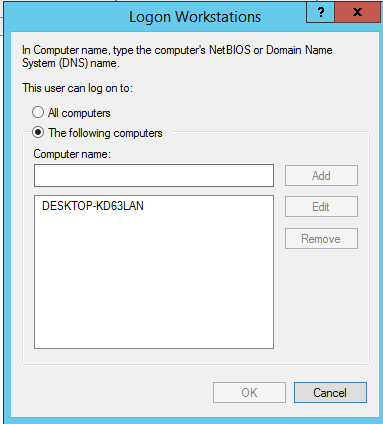 Logon Workstations
?
x
In Computer name, type the computer's NetBIOS or Domain Name
System (DNS) name.
This user can log on to:
All computers
The following computers
Computer name:
Add
DESKTOP-KD63LAN
Edit
Remove
OK
Cancel